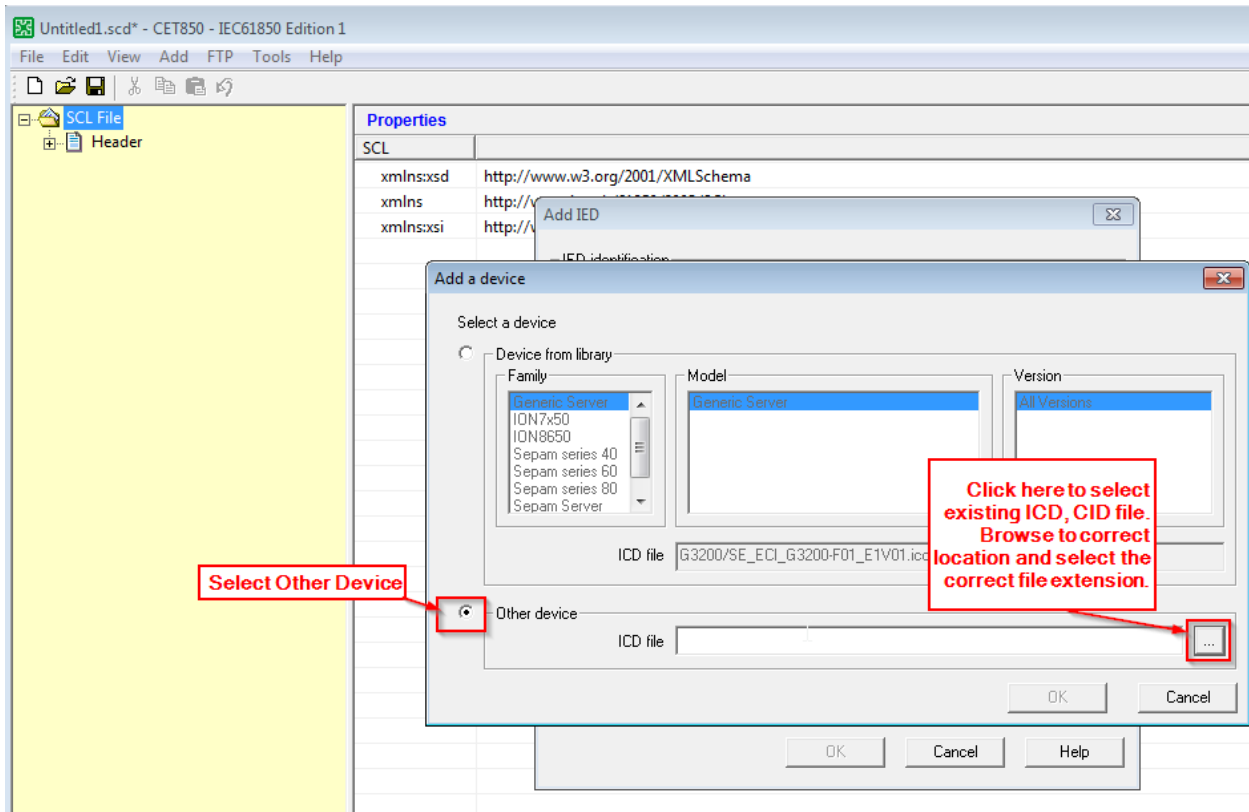 Untitled1.scd* - CET850 - IEC61850 Edition 1
File Edit View Add FTP Tools Help
SCL File
Header
Properties
SCL
xmlns:xsd http://www.w3.org/2001/XMLSchema
xmlns http://
xmlns:xsi http://
Add IED
IED identification
Add a device
Select a device
Device from library
Family
Generic Server
ION7x50
ION8650
Sepam series 40
Sepam series 60
Sepam series 80
Sepam Server
Model
Generic Server
Version
All Versions
Click here to select
existing ICD, CID file.
Browse to correct
location and select the
correct file extension.
ICD file G3200/SE_ECI_G3200-F01_E1V01.icd
Select Other Device
Other device
ICD file
...
OK Cancel
OK Cancel Help